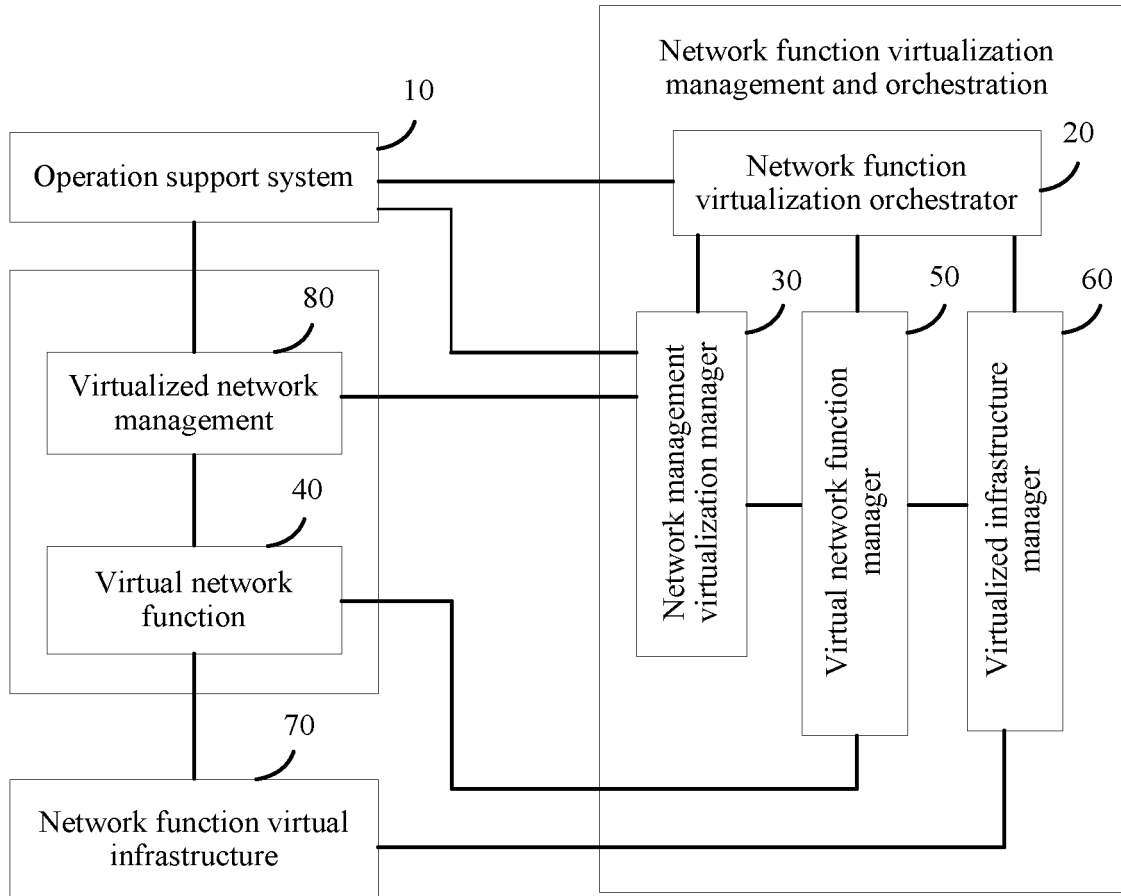 Network function virtualization
management and orchestration
10
20
Operation support system
Network function
virtualization orchestrator
80
30
50
60
Virtualized network
management
Network management
virtualization manager
Virtual network function
manager
Virtualized infrastructure
manager
40
Virtual network
function
70
Network function virtual
infrastructure